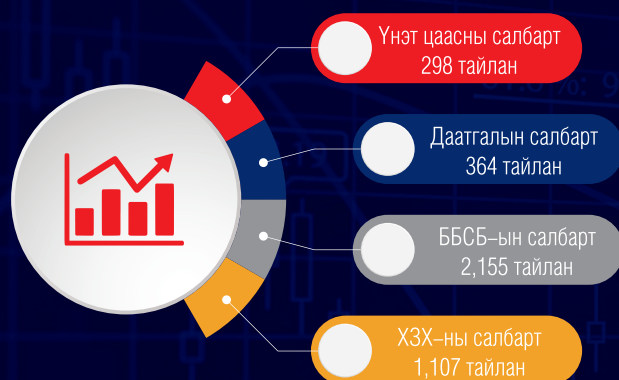 Үнэт цаасны салбарт
298 тайлан
Даатгалын салбарт
364 тайлан
ББСБ–ын салбарт
2,155 тайлан
ХЗХ–ны салбарт
1,107 тайлан